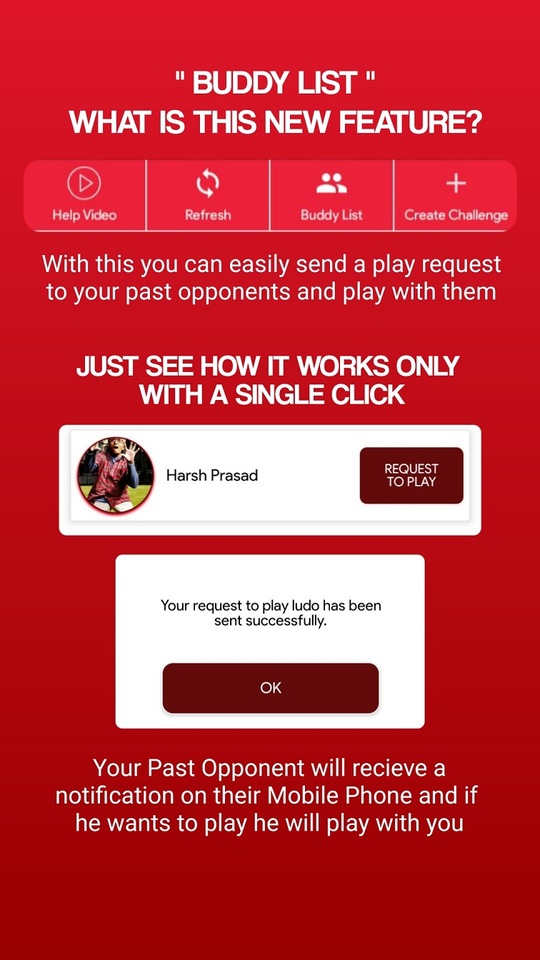 " BUDDY LIST "
WHAT IS THIS NEW FEATURE?
Help Video
Refresh
Buddy List
Create Challenge
With this you can easily send a play request
to your past opponents and play with them
JUST SEE HOW IT WORKS ONLY
WITH A SINGLE CLICK
Harsh Prasad
REQUEST
TO PLAY
Your request to play ludo has been
sent successfully.
OK
Your Past Opponent will recieve a
notification on their Mobile Phone and if
he wants to play he will play with you